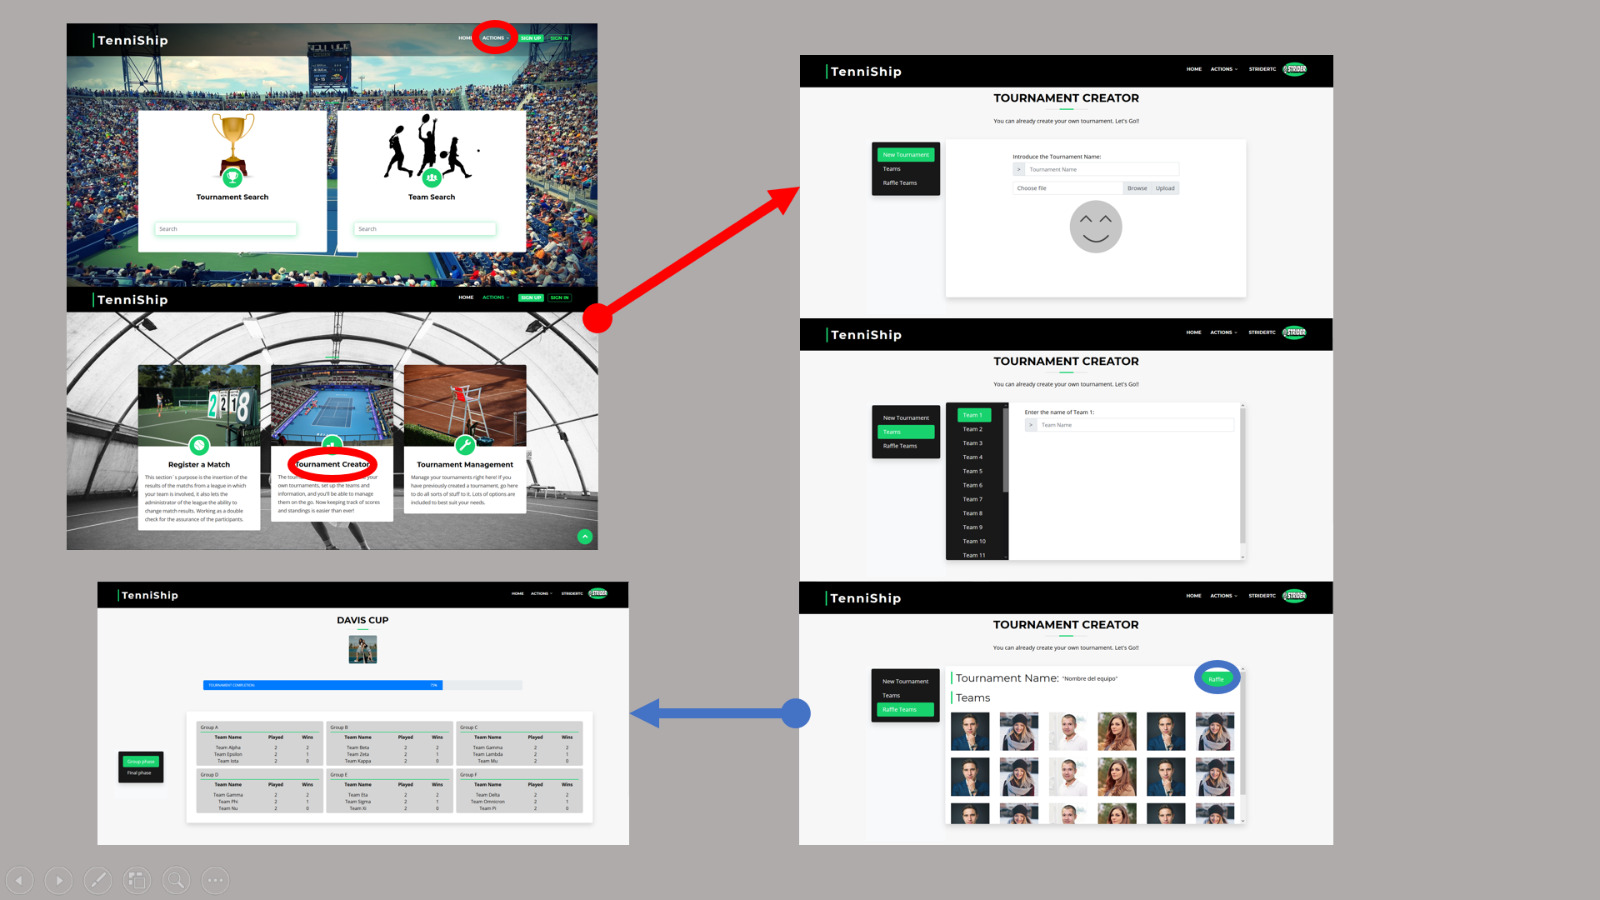 TenniShip
HOME ACTIONS SIGN UP SIGN IN
Tournament Search
Team Search
Search
Search
TenniShip
HOME ACTIONS SIGN UP SIGN IN
Register a Match
This section´s purpose is the insertion of the
results of the matchs from a league in which
your team is involved, it also lets the
administrator of the league the ability to
change match results. Working as a double
check for the assurance of the participants.
Tournament Creator
The your
own tournaments, set up the teams and
information, and you'll be able to manage
them on the go. Now keeping track of scores
and standings is easier than ever!
Tournament Management
Manage your tournaments right here! If you
have previously created a tournament, go here
to do all sorts of stuff to it. Lots of options are
included to best suit your needs.
TenniShip
HOME ACTIONS STRIDERTC STRIDER
TOURNAMENT CREATOR
You can already create your own tournament. Let's Go!!
New Tournament
Teams
Raffle Teams
Introduce the Tournament Name:
> Tournament Name
Choose file Browse Upload
TenniShip
HOME ACTIONS STRIDERTC STRIDER
TOURNAMENT CREATOR
You can already create your own tournament. Let's Go!!
New Tournament
Teams
Raffle Teams
Team 1
Team 2
Team 3
Team 4
Team 5
Team 6
Team 7
Team 8
Team 9
Team 10
Team 11
Enter the name of Team 1:
> Team Name
TenniShip
HOME ACTIONS STRIDERTC STRIDER
TOURNAMENT CREATOR
You can already create your own tournament. Let's Go!!
New Tournament
Teams
Raffle Teams
Tournament Name: "Nombre del equipo"
Raffle
Teams
TenniShip
HOME ACTIONS STRIDERTC STRIDER
DAVIS CUP
TOURNAMENT COMPLETION 75%
Group phase
Final phase
Group A
Team Name Played Wins
Team Alpha 2 2
Team Epsilon 2 1
Team Iota 2 0
Group B
Team Name Played Wins
Team Beta 2 2
Team Zeta 2 1
Team Kappa 2 0
Group C
Team Name Played Wins
Team Gamma 2 2
Team Lambda 2 1
Team Mu 2 0
Group D
Team Name Played Wins
Team Gamma 2 2
Team Phi 2 1
Team Nu 2 0
Group E
Team Name Played Wins
Team Eta 2 2
Team Sigma 2 1
Team Xi 2 0
Group F
Team Name Played Wins
Team Delta 2 2
Team Omicron 2 1
Team Pi 2 0